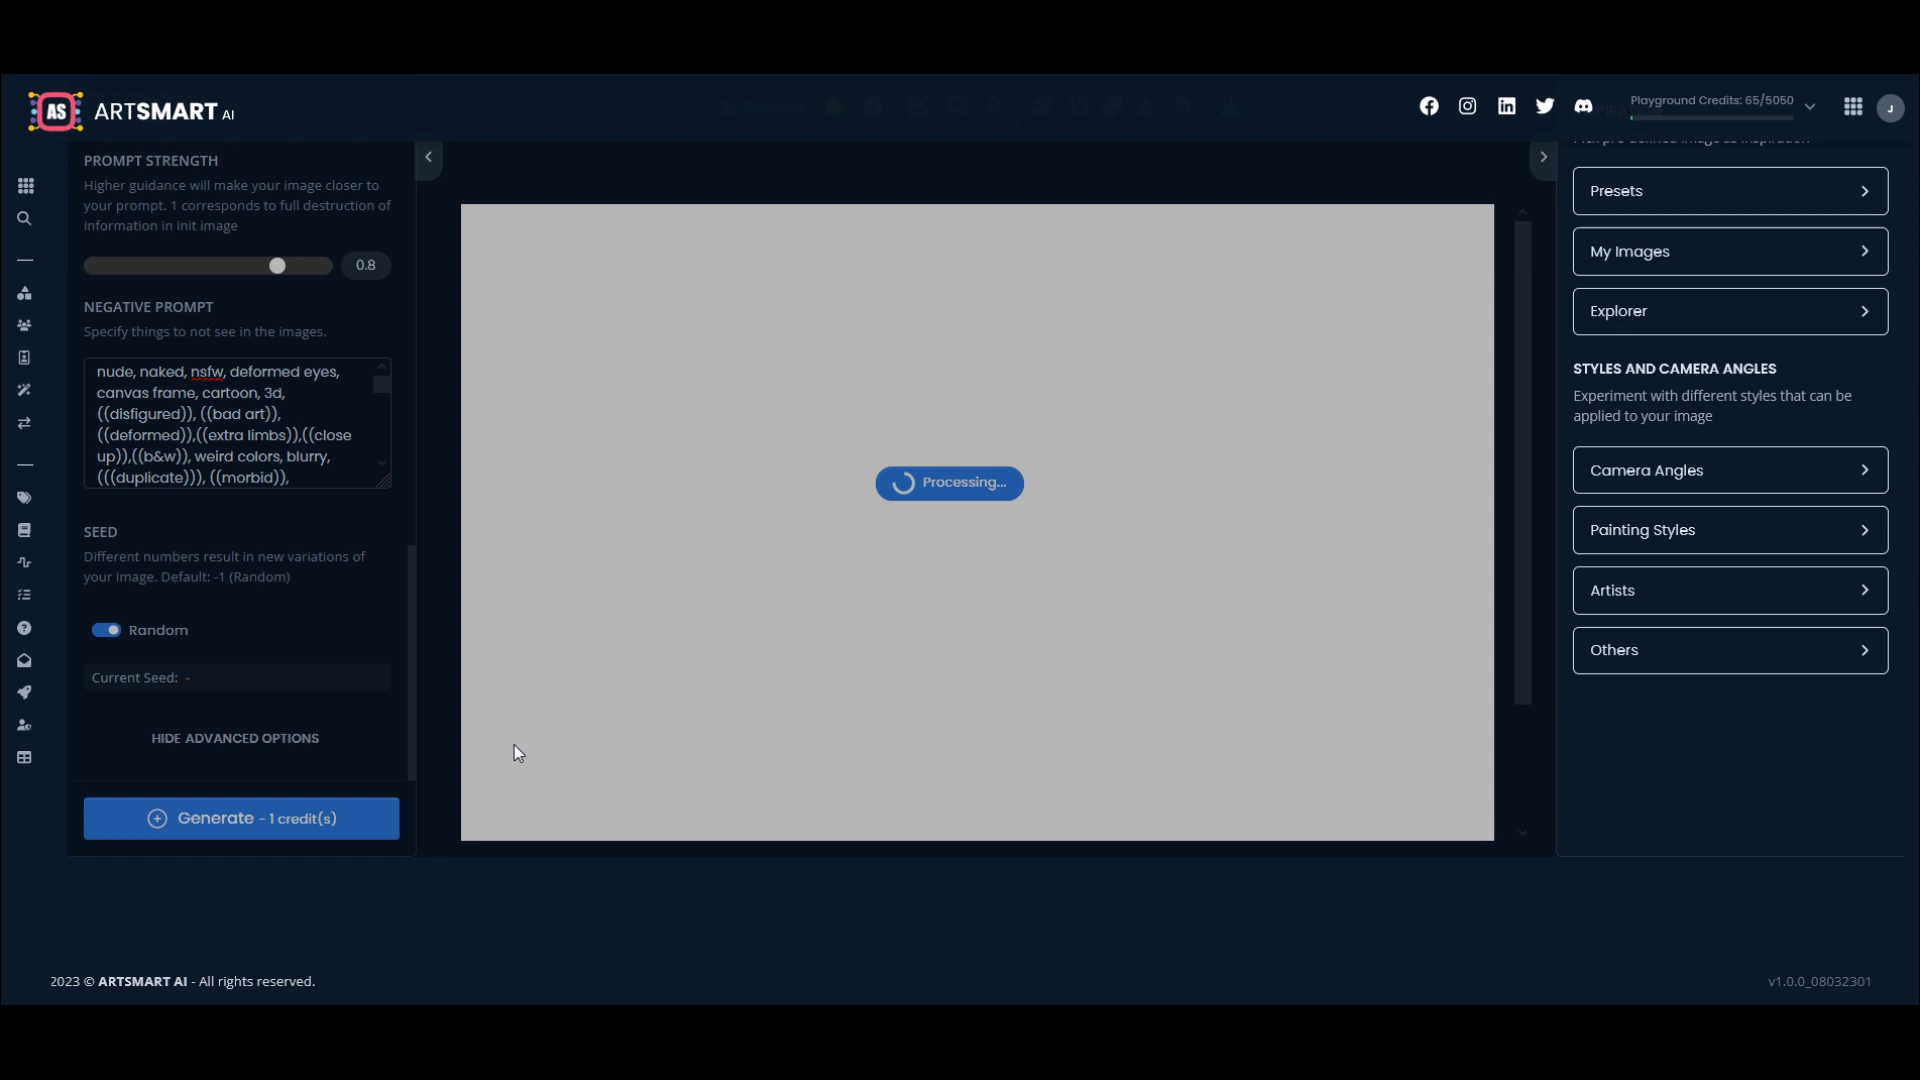 AS ARTSMART AI
Playground Credits: 65/5050
J
PROMPT STRENGTH
Higher guidance will make your image closer to
your prompt. 1 corresponds to full destruction of
information in init image
0.8
NEGATIVE PROMPT
Specify things to not see in the images.
nude, naked, nsfw, deformed eyes,
canvas frame, cartoon, 3d,
((disfigured)), ((bad art)),
((deformed)),((extra limbs)),((close
up)),((b&w)), weird colors, blurry,
(((duplicate))), ((morbid)),
SEED
Different numbers result in new variations of
your image. Default: -1 (Random)
Random
Current Seed: -
HIDE ADVANCED OPTIONS
Generate - 1 credit(s)
Processing...
Presets
My Images
Explorer
STYLES AND CAMERA ANGLES
Experiment with different styles that can be
applied to your image
Camera Angles
Painting Styles
Artists
Others
2023 © ARTSMART AI - All rights reserved.
v1.0.0_08032301